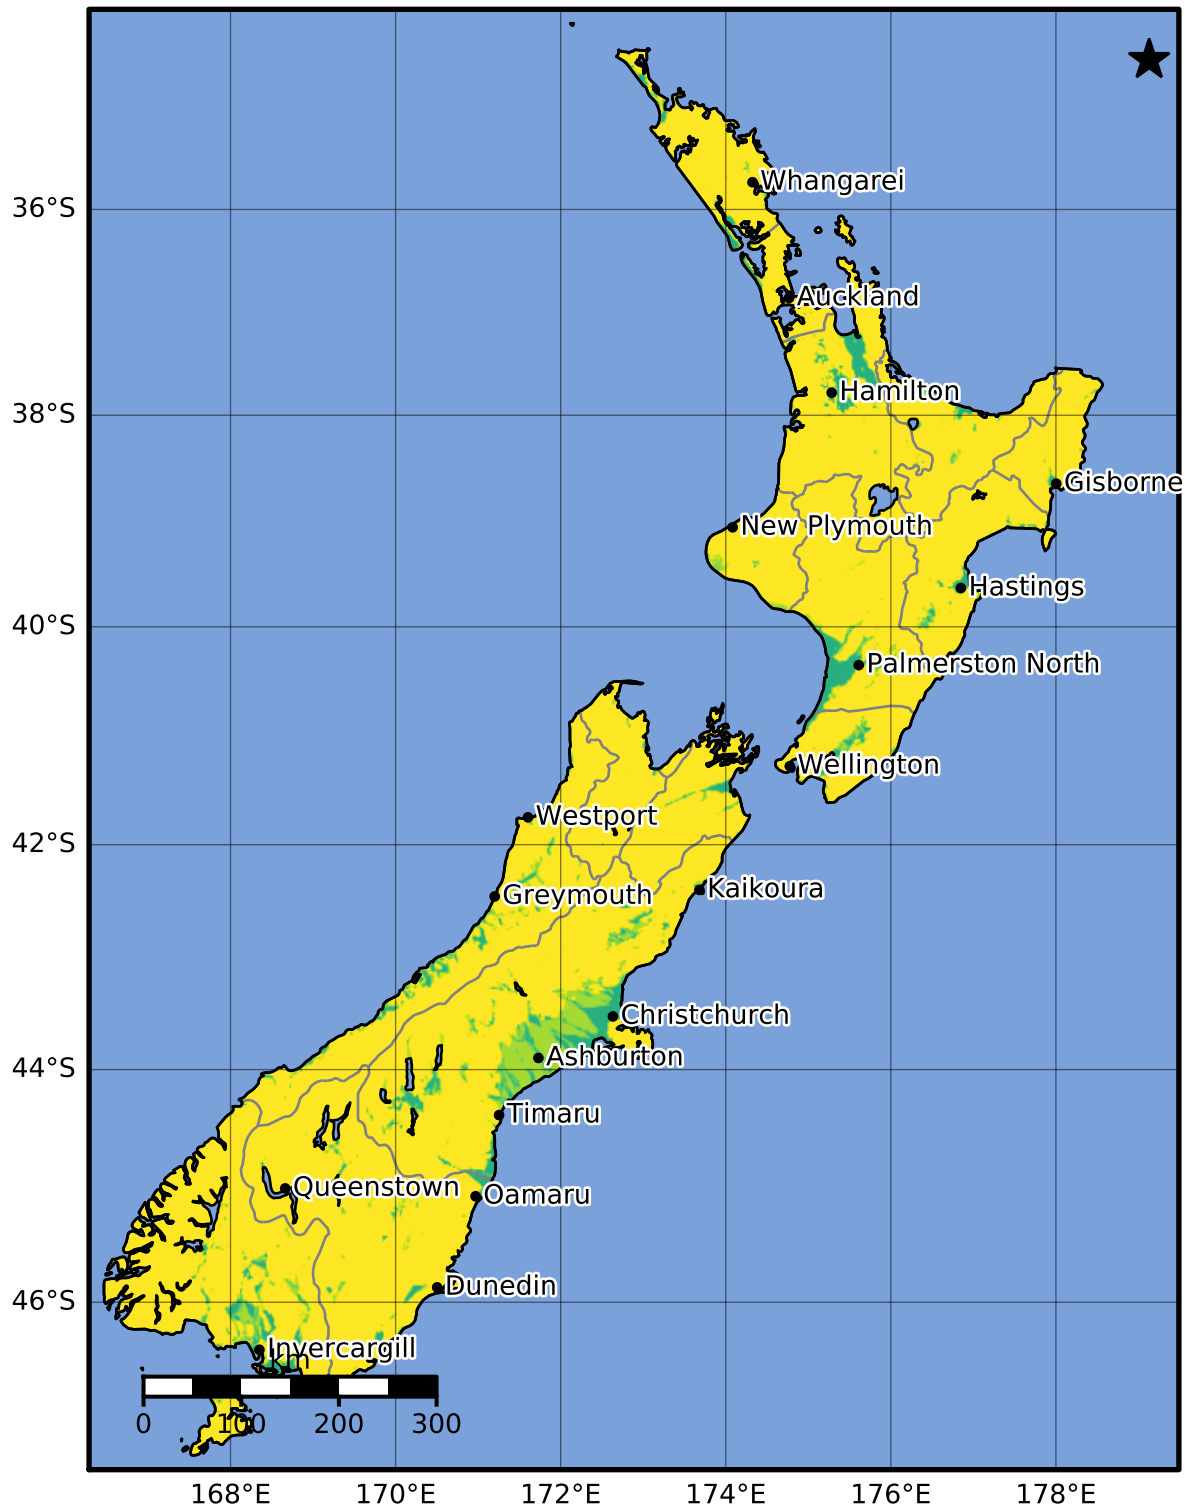 Whangarei
36°S
Auckland
Hamilton
38°S
Gisborne
New Plymouth
Hastings
40°S
Palmerston North
Wellington
Westport
42°S
Kaikoura
Greymouth
Christchurch
Ashburton
44°S
Timaru
Queenstown
Oamaru
Dunedin
46°S
Invercargill
km
0 100 200 300
168°E 170°E 172°E 174°E 176°E 178°E